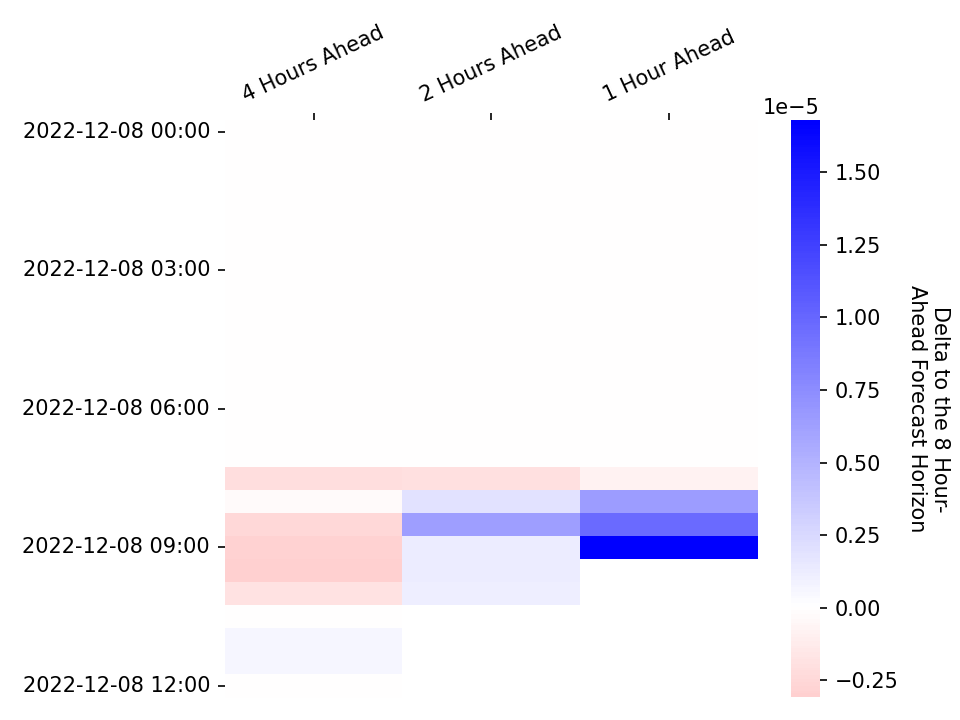 4 Hours Ahead
2 Hours Ahead
1 Hour Ahead
1e−5
2022-12-08 00:00
2022-12-08 03:00
2022-12-08 06:00
2022-12-08 09:00
2022-12-08 12:00
1.50
1.25
1.00
0.75
0.50
0.25
0.00
−0.25
Delta to the 8 Hour-
Ahead Forecast Horizon